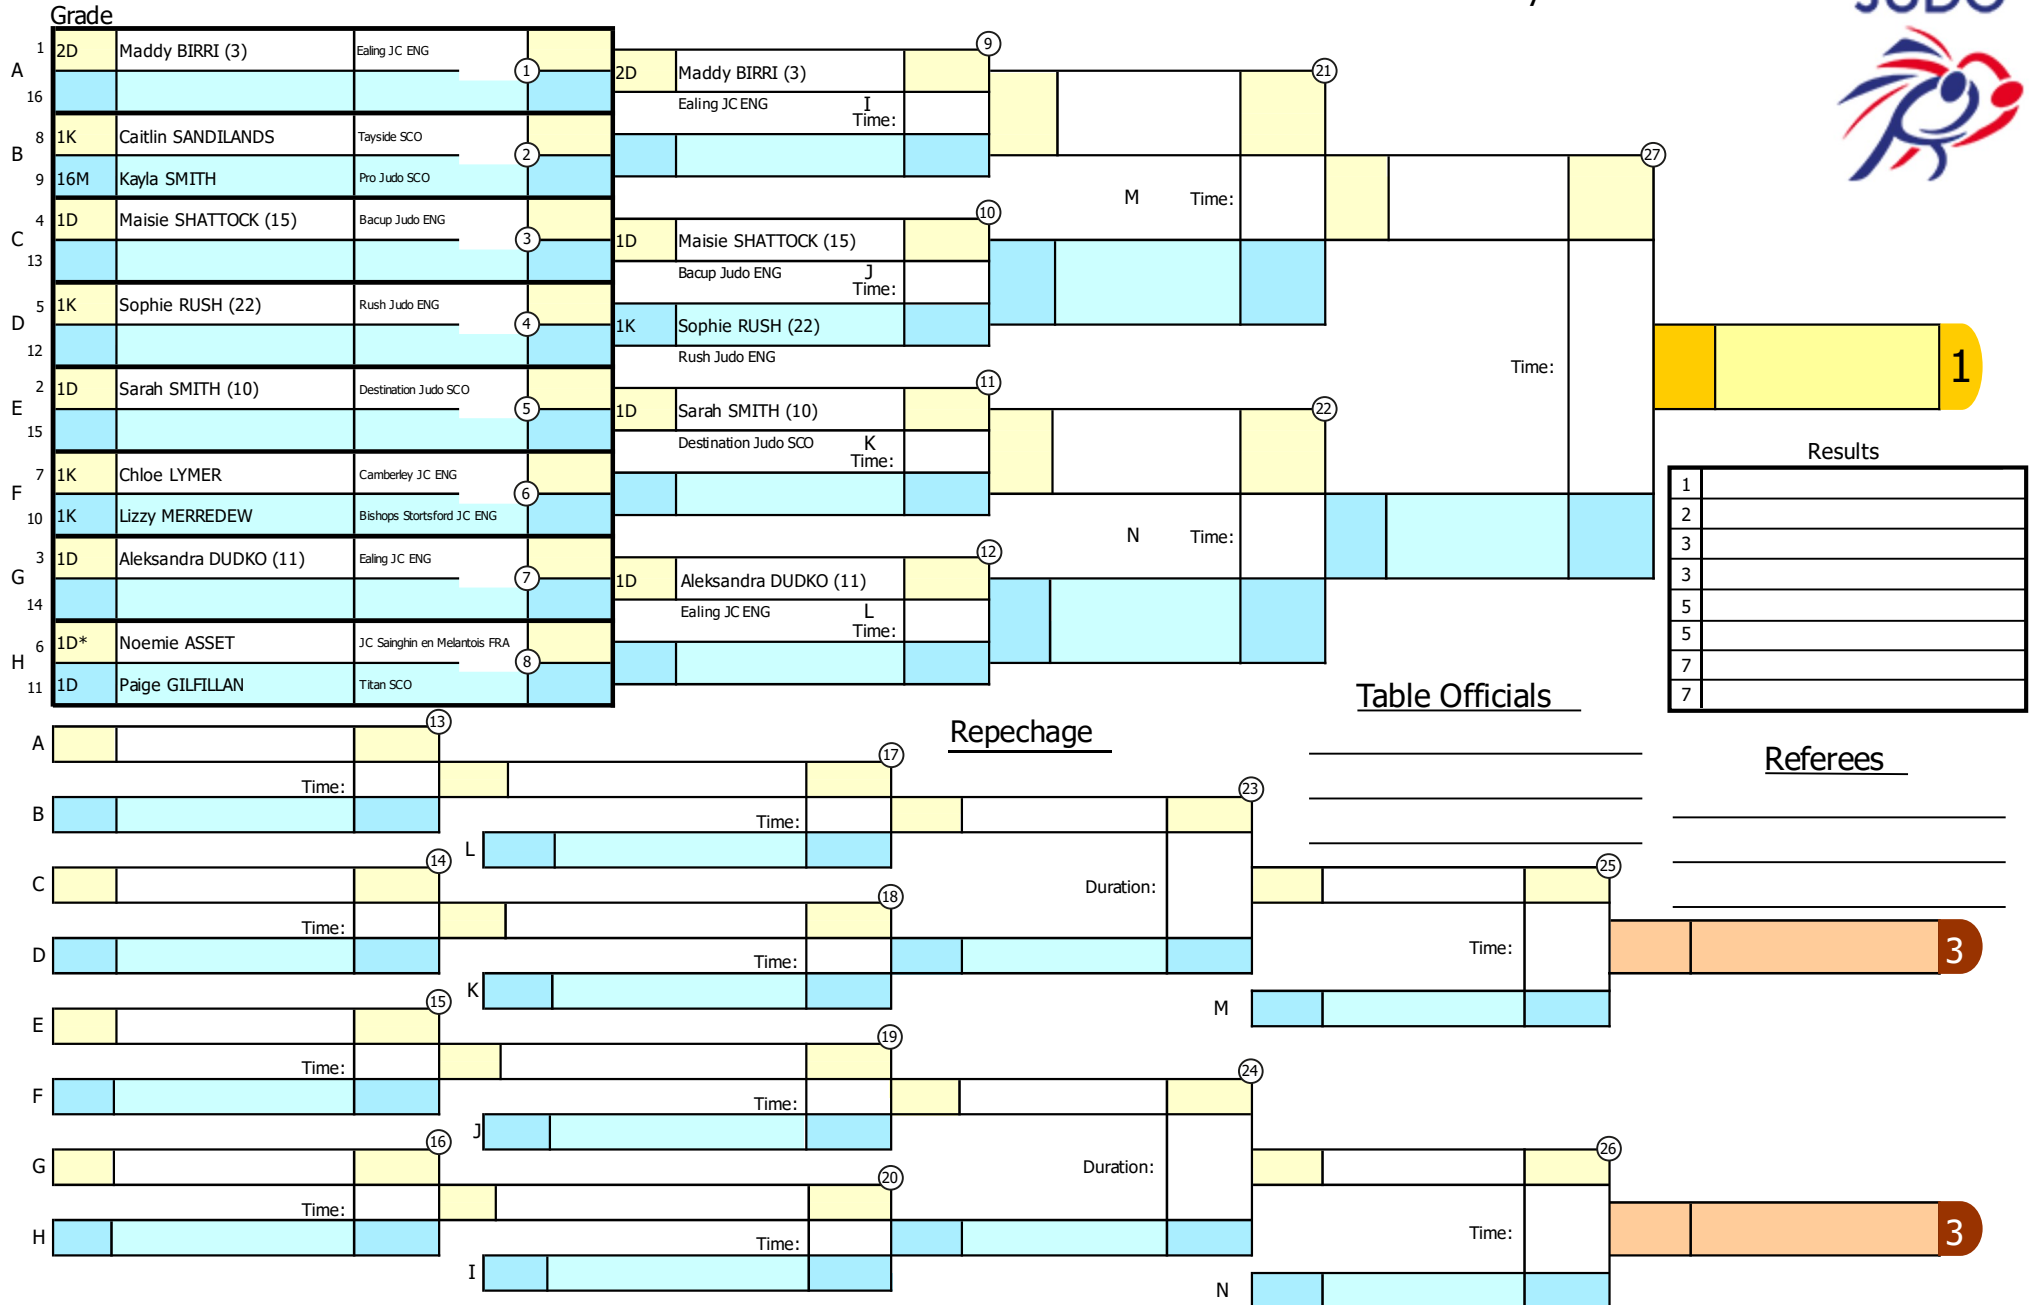 JUDO
Grade
1 2D Maddy BIRRI (3) Ealing JC ENG
A 1
16
8 1K Caitlin SANDILANDS Tayside SCO
B 2
9 16M Kayla SMITH Pro Judo SCO
4 1D Maisie SHATTOCK (15) Bacup Judo ENG
C 3
13
5 1K Sophie RUSH (22) Rush Judo ENG
D 4
12
2 1D Sarah SMITH (10) Destination Judo SCO
E 5
15
7 1K Chloe LYMER Camberley JC ENG
F 6
10 1K Lizzy MERREDEW Bishops Stortsford JC ENG
3 1D Aleksandra DUDKO (11) Ealing JC ENG
G 7
14
6 1D* Noemie ASSET JC Sainghin en Melantois FRA
H 8
11 1D Paige GILFILLAN Titan SCO
9
2D Maddy BIRRI (3)
Ealing JC ENG I
Time:
10
1D Maisie SHATTOCK (15)
Bacup Judo ENG J
Time:
1K Sophie RUSH (22)
Rush Judo ENG
11
1D Sarah SMITH (10)
Destination Judo SCO K
Time:
12
1D Aleksandra DUDKO (11)
Ealing JC ENG L
Time:
21
M Time:
22
N Time:
27
Time:
1
Results
1
2
3
3
5
5
7
7
Table Officials
Referees
Repechage
A 13
Time:
B
C 14
Time:
D
E 15
Time:
F
G 16
Time:
H
17
Time:
L
18
Time:
K
19
Time:
J
20
Time:
I
23
Duration:
24
Duration:
25
Time:
M
3
26
Time:
N
3